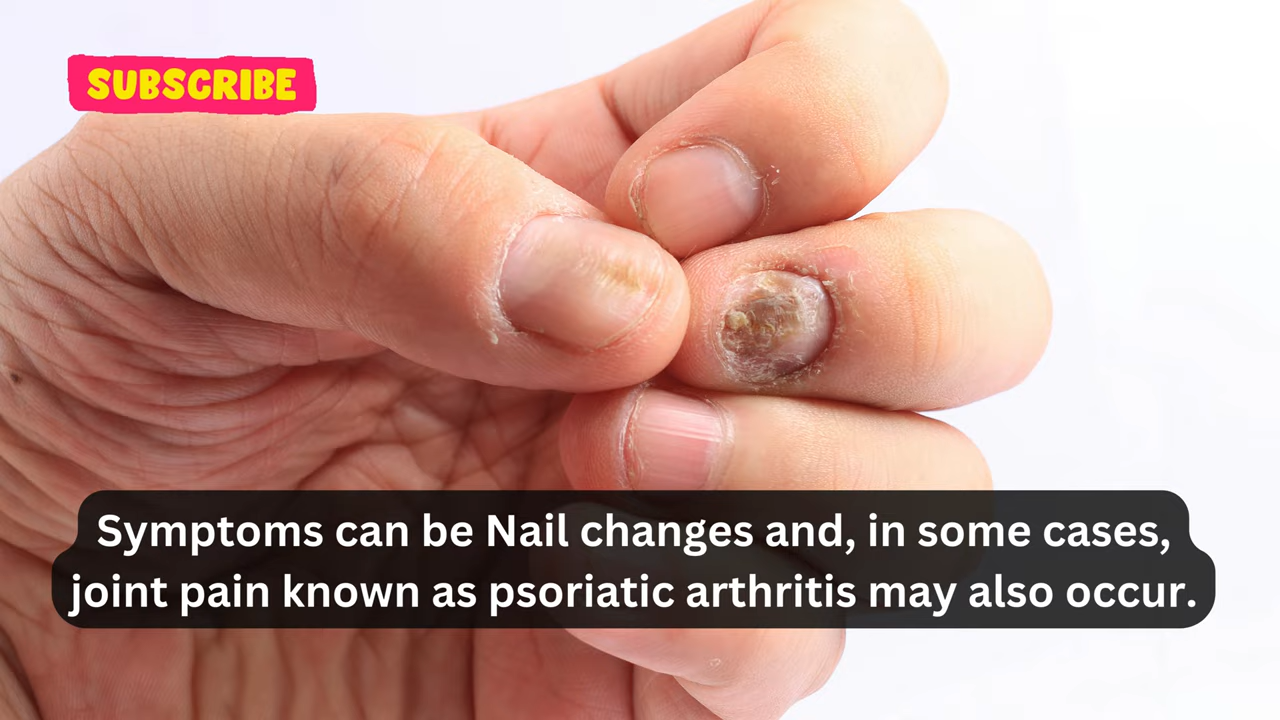 SUBSCRIBE
Symptoms can be Nail changes and, in some cases,
joint pain known as psoriatic arthritis may also occur.